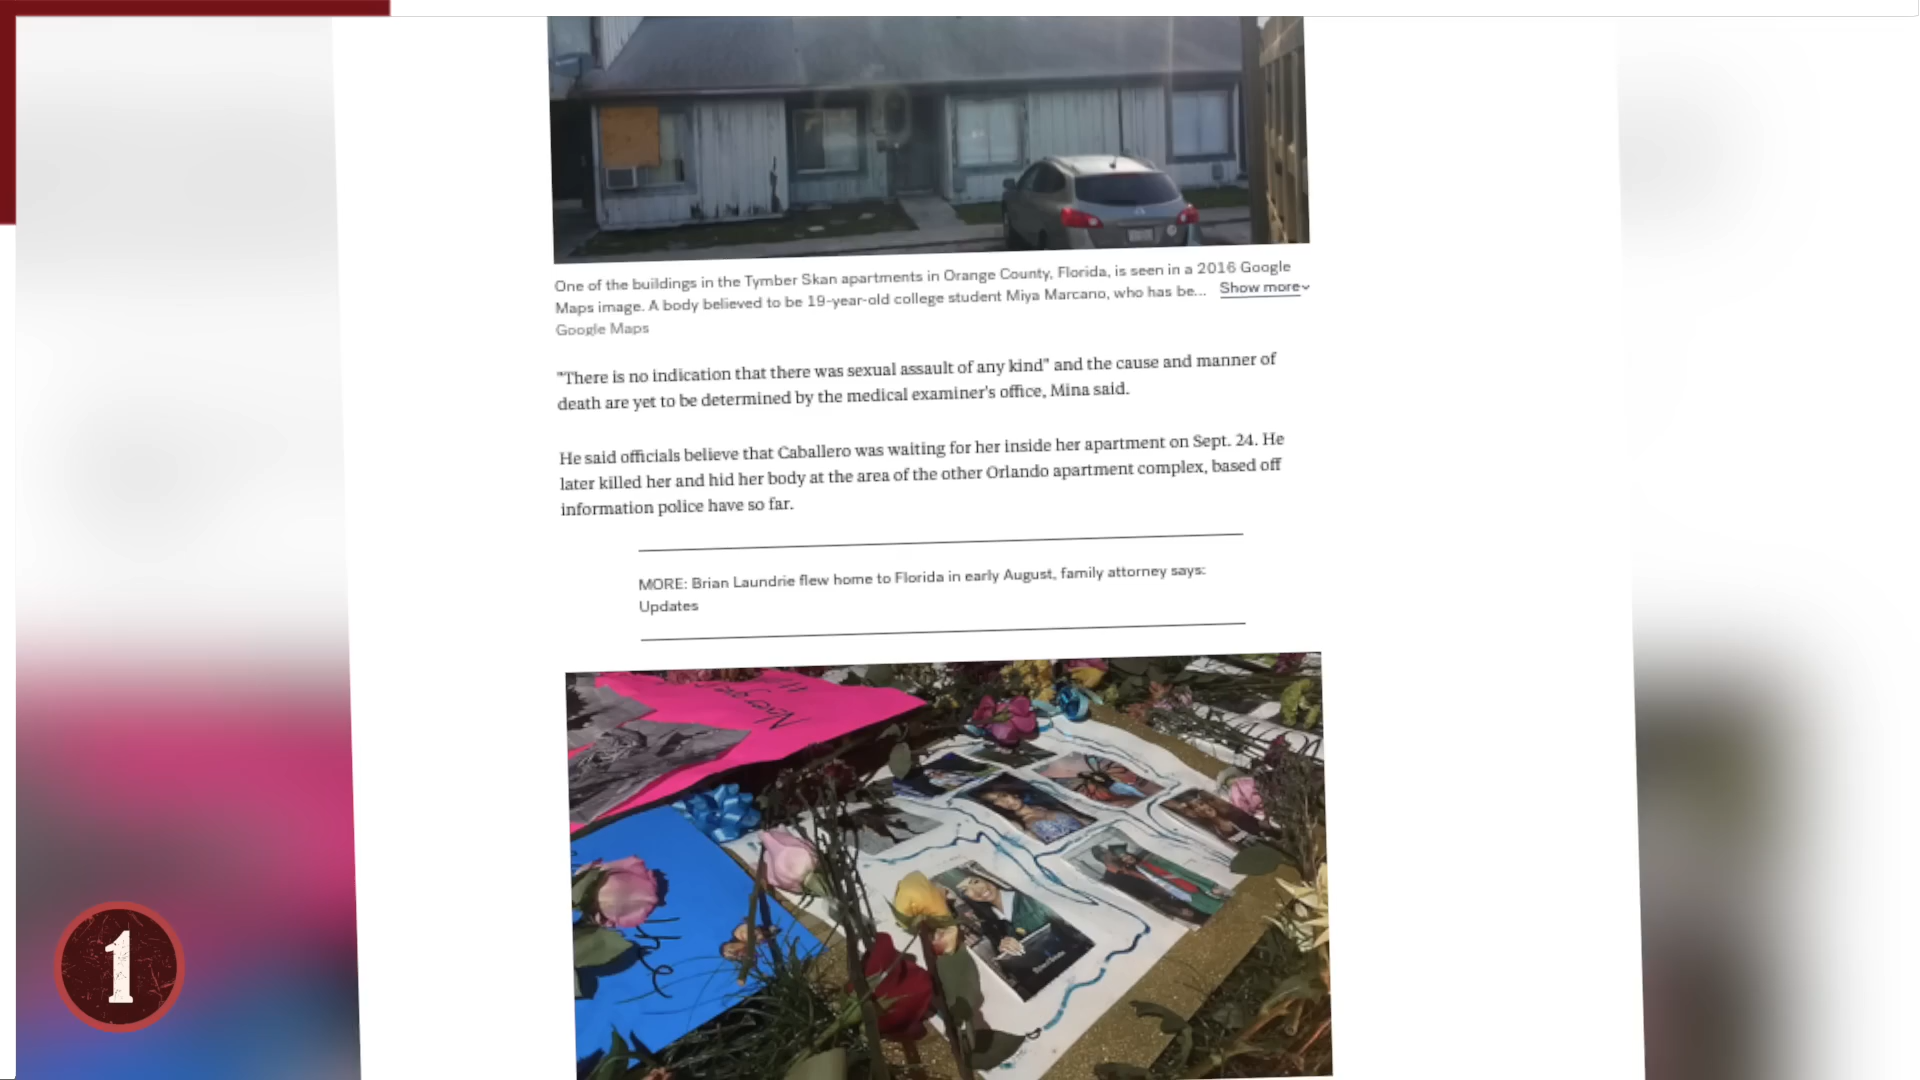 One of the buildings in the Tymber Skan apartments in Orange County, Florida, is seen in a 2016 Google
Maps image. A body believed to be 19-year-old college student Miya Marcano, who has be... Show more
Google Maps
"There is no indication that there was sexual assault of any kind" and the cause and manner of
death are yet to be determined by the medical examiner's office, Mina said.
He said officials believe that Caballero was waiting for her inside her apartment on Sept. 24. He
later killed her and hid her body at the area of the other Orlando apartment complex, based off
information police have so far.
MORE: Brian Laundrie flew home to Florida in early August, family attorney says:
Updates
1